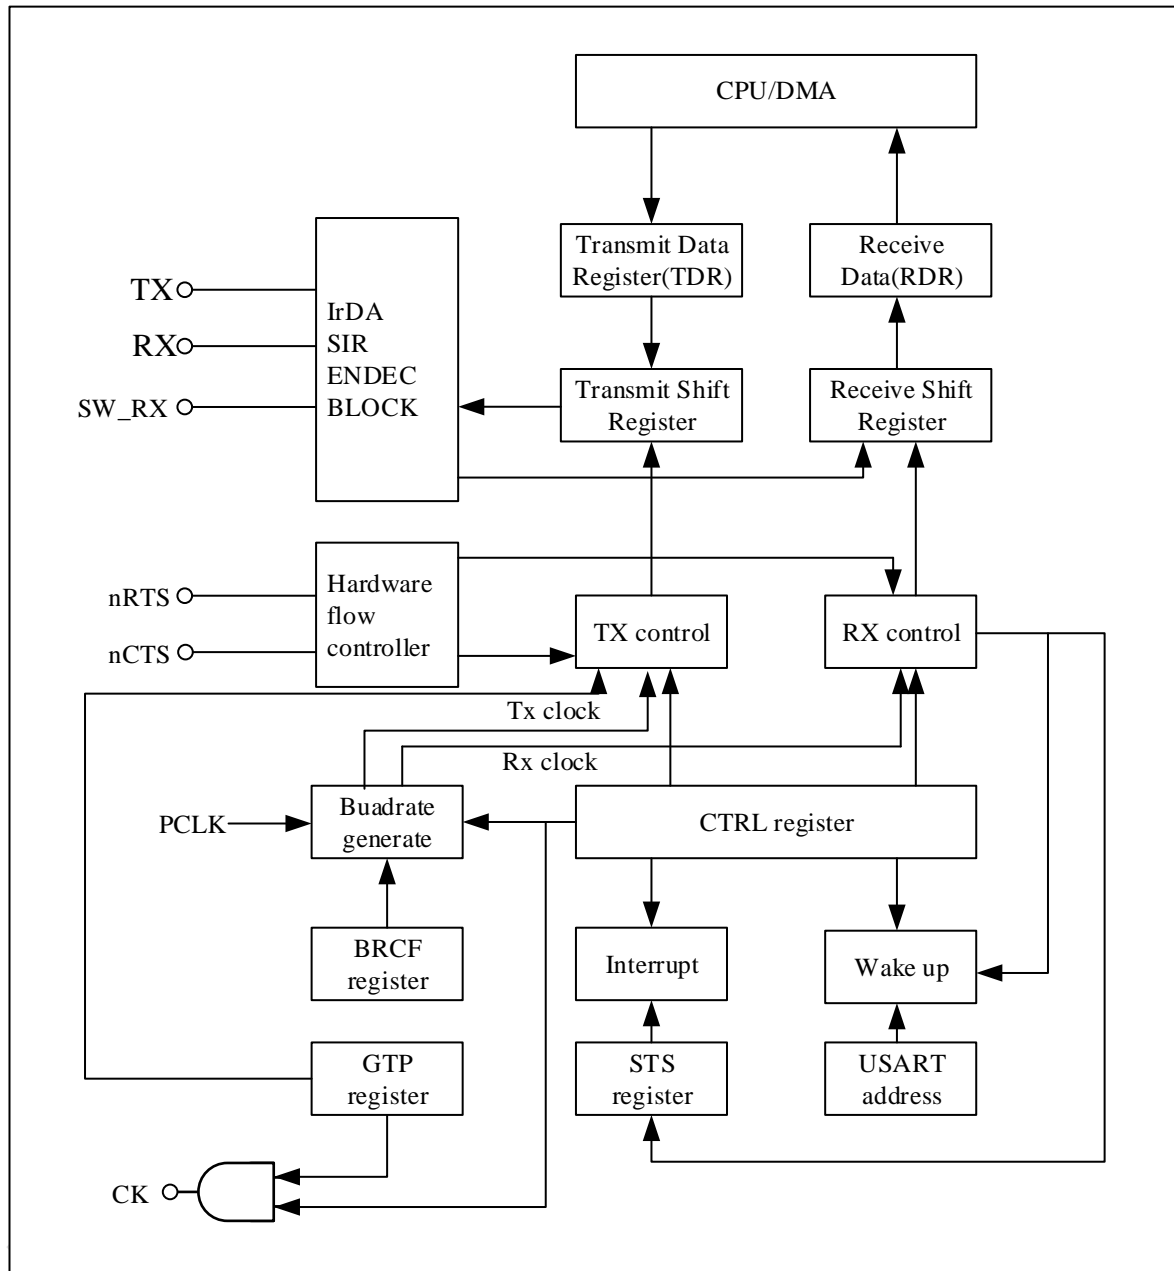 CPU/DMA
Transmit Data
Register(TDR)
Receive
Data(RDR)
TX
RX
SW_RX
IrDA
SIR
ENDEC
BLOCK
Transmit Shift
Register
Receive Shift
Register
nRTS
nCTS
Hardware
flow
controller
TX control
RX control
Tx clock
Rx clock
PCLK
Buadrate
generate
CTRL register
BRCF
register
Interrupt
Wake up
GTP
register
STS
register
USART
address
CK